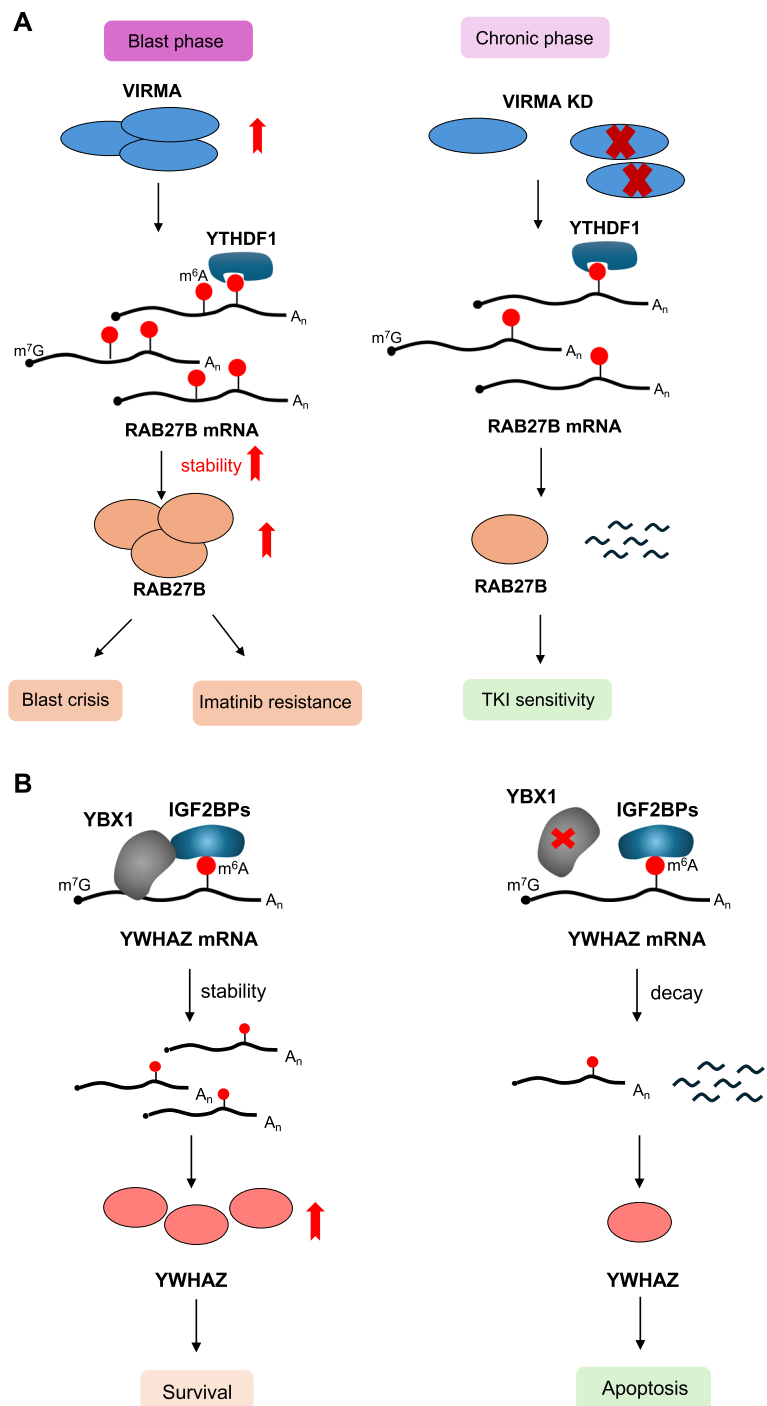 A
Blast phase
Chronic phase
VIRMA
VIRMA KD
YTHDF1
YTHDF1
m⁶A
Aₙ
Aₙ
m⁷G
Aₙ
m⁷G
Aₙ
Aₙ
Aₙ
RAB27B mRNA
RAB27B mRNA
stability
RAB27B
RAB27B
Blast crisis
Imatinib resistance
TKI sensitivity
B
YBX1
IGF2BPs
YBX1
IGF2BPs
m⁶A
m⁶A
m⁷G
Aₙ
m⁷G
Aₙ
YWHAZ mRNA
YWHAZ mRNA
stability
decay
Aₙ
Aₙ
Aₙ
Aₙ
YWHAZ
YWHAZ
Survival
Apoptosis